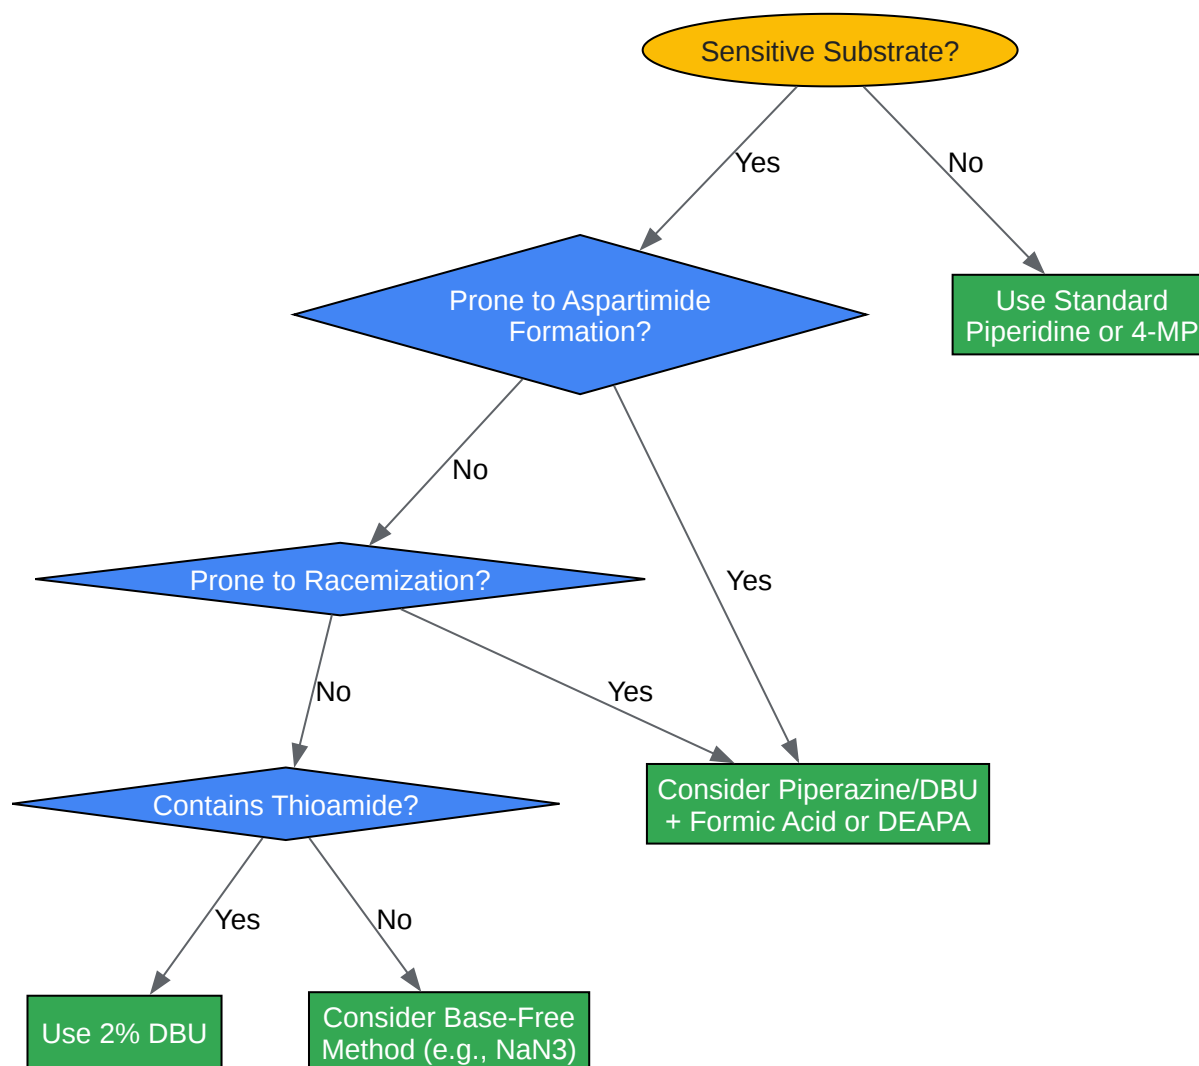 Sensitive Substrate?
Yes
No
Prone to Aspartimide
Formation?
Use Standard
Piperidine or 4-MP
No
Yes
Prone to Racemization?
No
Yes
Contains Thioamide?
Consider Piperazine/DBU
+ Formic Acid or DEAPA
Yes
No
Use 2% DBU
Consider Base-Free
Method (e.g., NaN3)